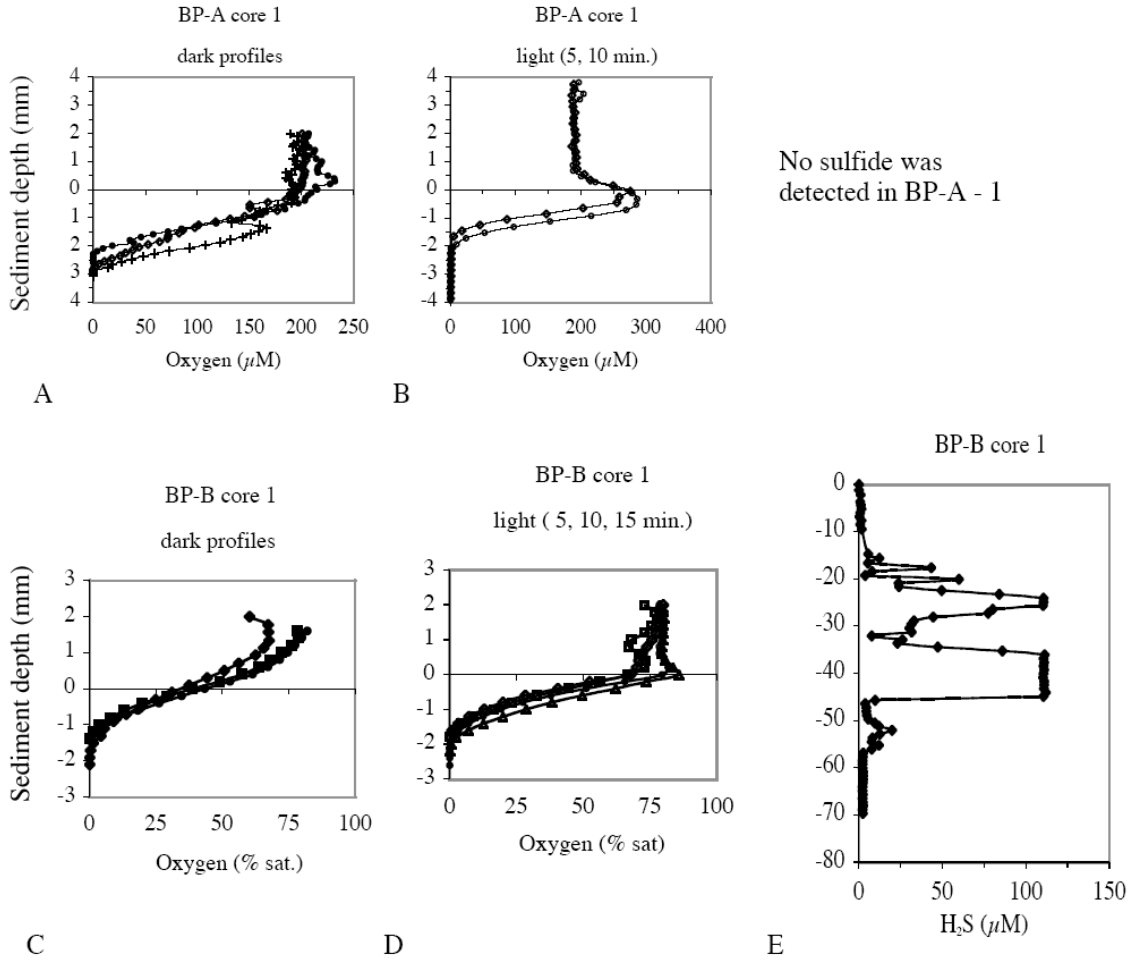 BP-A core 1
dark profiles
Sediment depth (mm)
4
3
2
1
0
1
2
3
4
0 50 100 150 200 250
Oxygen (µM)
A
BP-A core 1
light (5, 10 min.)
4
3
2
1
0
-1
-2
-3
-4
0 100 200 300 400
Oxygen (µM)
B
No sulfide was
detected in BP-A - 1
BP-B core 1
dark profiles
Sediment depth (mm)
3
2
1
0
-1
-2
-3
0 25 50 75 100
Oxygen (% sat.)
C
BP-B core 1
light ( 5, 10, 15 min.)
3
2
1
0
-1
-2
-3
0 25 50 75 100
Oxygen (% sat)
D
BP-B core 1
0
-10
-20
-30
-40
-50
-60
-70
-80
0 50 100 150
H₂S (µM)
E